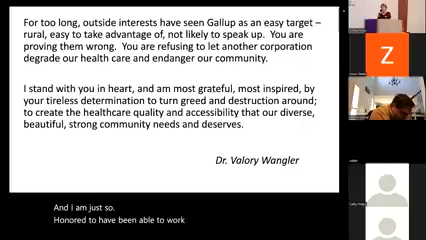 For too long, outside interests have seen Gallup as an easy target –
rural, easy to take advantage of, not likely to speak up. You are
proving them wrong. You are refusing to let another corporation
degrade our health care and endanger our community.
I stand with you in heart, and am most grateful, most inspired, by
your tireless determination to turn greed and destruction around;
to create the healthcare quality and accessibility that our diverse,
beautiful, strong community needs and deserves.
Dr. Valory Wangler
And I am just so.
Honored to have been able to work
Z